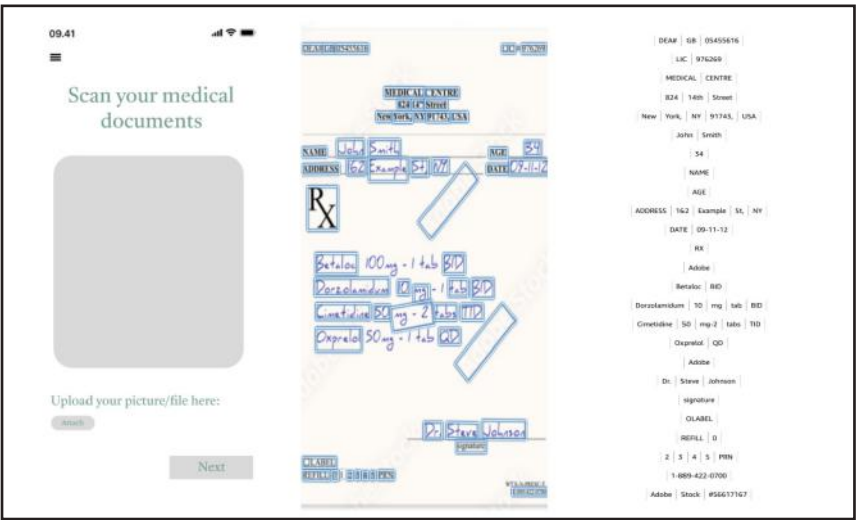 09.41
Scan your medical
documents
Upload your picture/file here:
Attach
Next
DEA# GB 05455616
LIC # 976269
MEDICAL CENTRE
824 14th Street
New York, NY 91743, USA
NAME John Smith AGE 34
ADDRESS 162 Example St, NY DATE 09-11-12
Rx
Betaloc 100mg - 1 tab BID
Dorzolamidum 10 mg - 1 tab BID
Cimetidine 50 mg - 2 tabs TID
Oxprelol 50mg - 1 tab QD
Dr. Steve Johnson
signature
LABEL
REFILL 0 1 2 3 4 5 PRN
DEA# GB 05455616
LIC 976269
MEDICAL CENTRE
824 14th Street
New York, NY 91743, USA
John Smith
34
NAME
AGE
ADDRESS 162 Example St, NY
DATE 09-11-12
RX
Adobe
Betaloc BID
Dorzolamidum 10 mg tab BID
Cimetidine 50 mg-2 tabs TID
Oxprelol QD
Adobe
Dr. Steve Johnson
signature
OLABEL
REFILL 0
2 3 4 5 PRN
1-889-422-0700
Adobe Stock #56617167